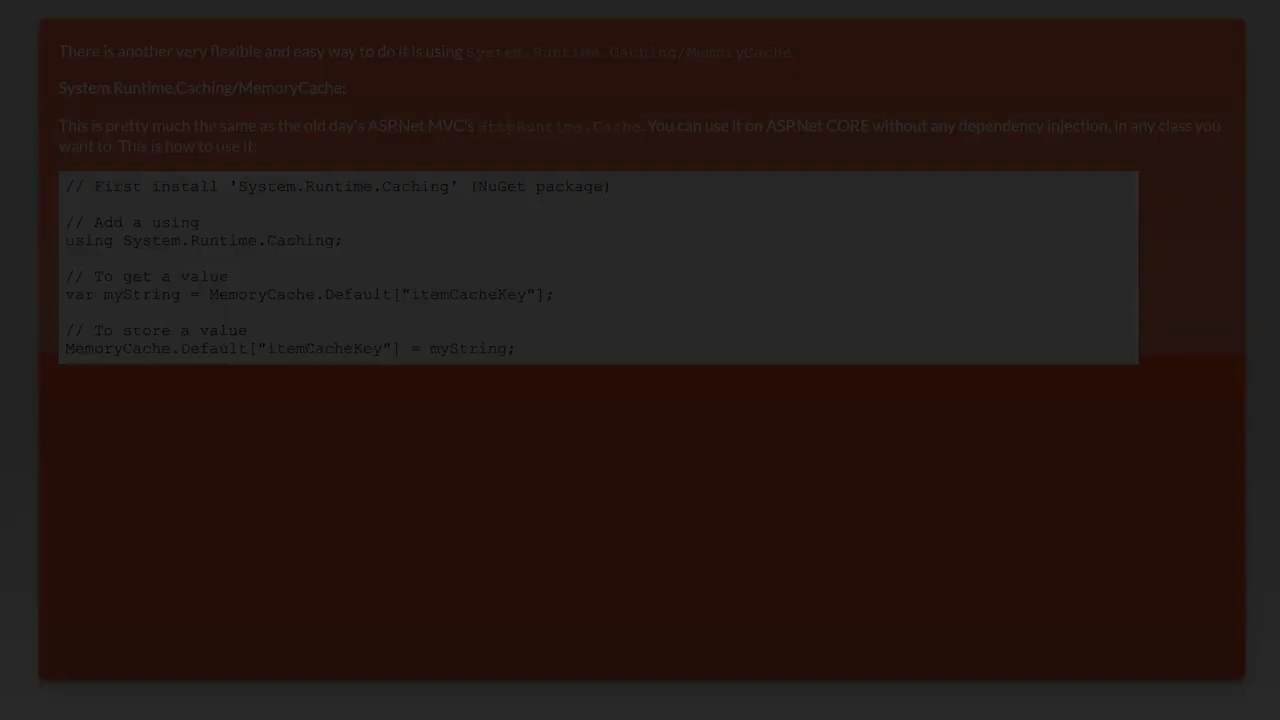 There is another very flexible and easy way to do it is using System.Runtime.Caching/MemoryCache
System.Runtime.Caching/MemoryCache:
This is pretty much the same as the old day's ASP.Net MVC's HttpRuntime.Cache. You can use it on ASP.Net CORE without any dependency injection, in any class you
want to. This is how to use it:
// First install 'System.Runtime.Caching' (NuGet package)
// Add a using
using System.Runtime.Caching;
// To get a value
var myString = MemoryCache.Default["itemCacheKey"];
// To store a value
MemoryCache.Default["itemCacheKey"] = myString;